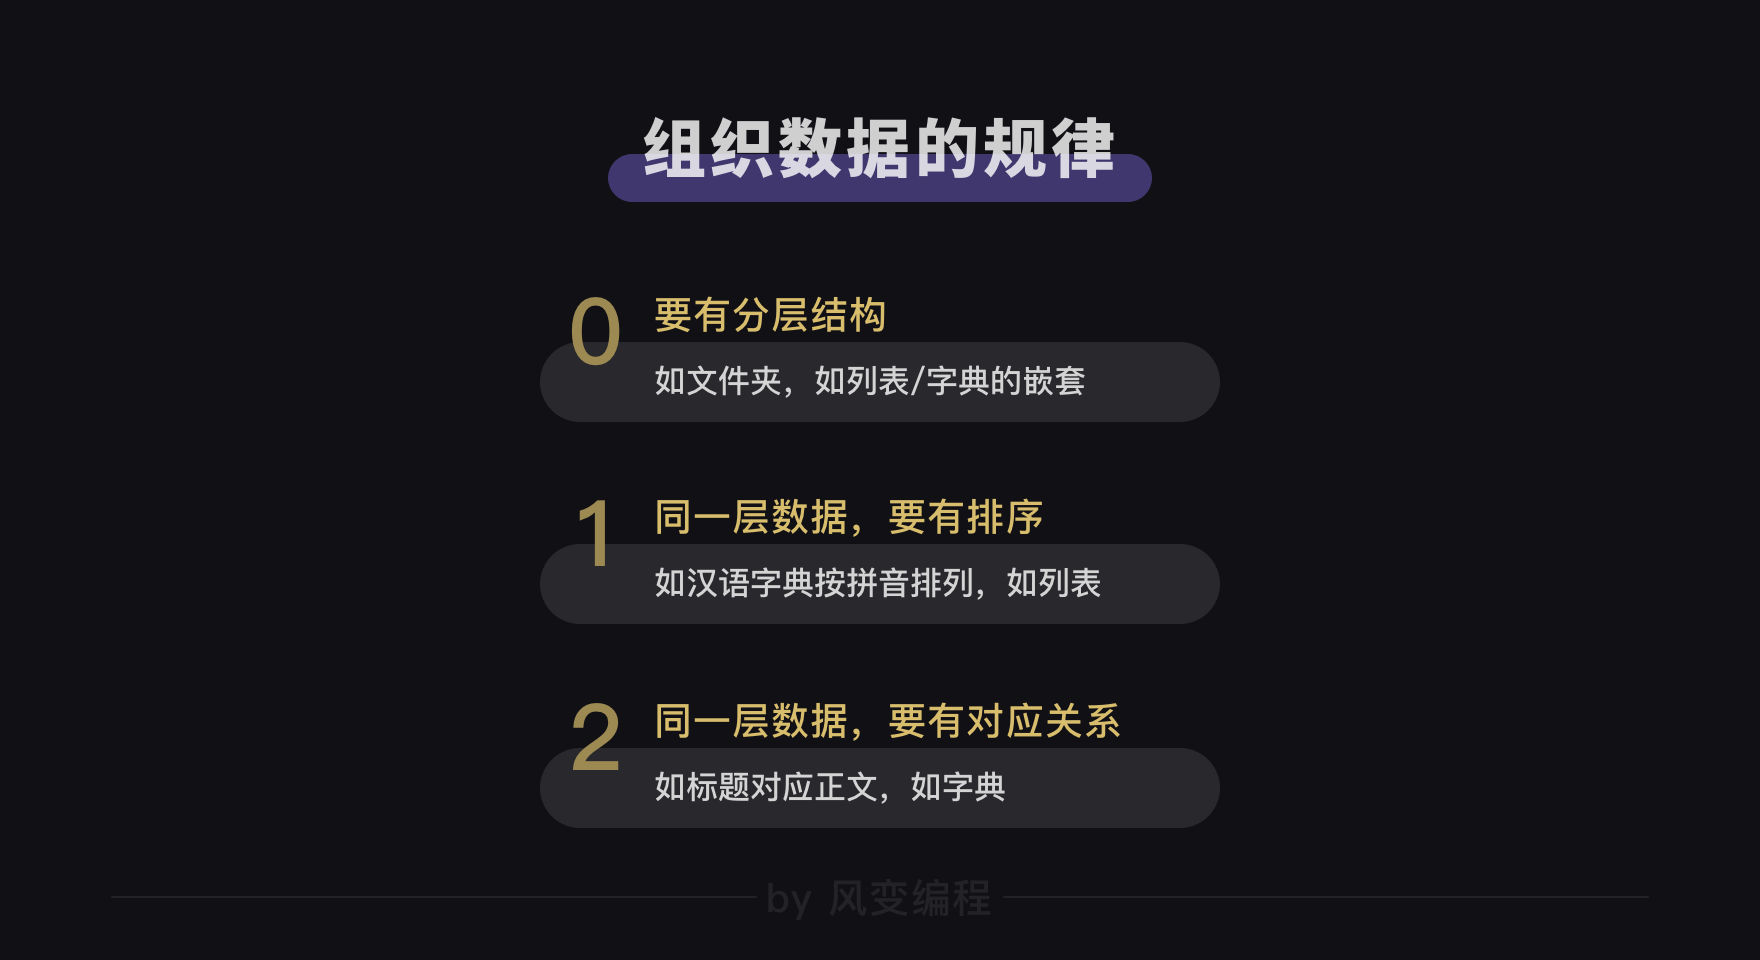 组织数据的规律
0 要有分层结构
如文件夹，如列表/字典的嵌套
1 同一层数据，要有排序
如汉语字典按拼音排列，如列表
2 同一层数据，要有对应关系
如标题对应正文，如字典
by 风变编程